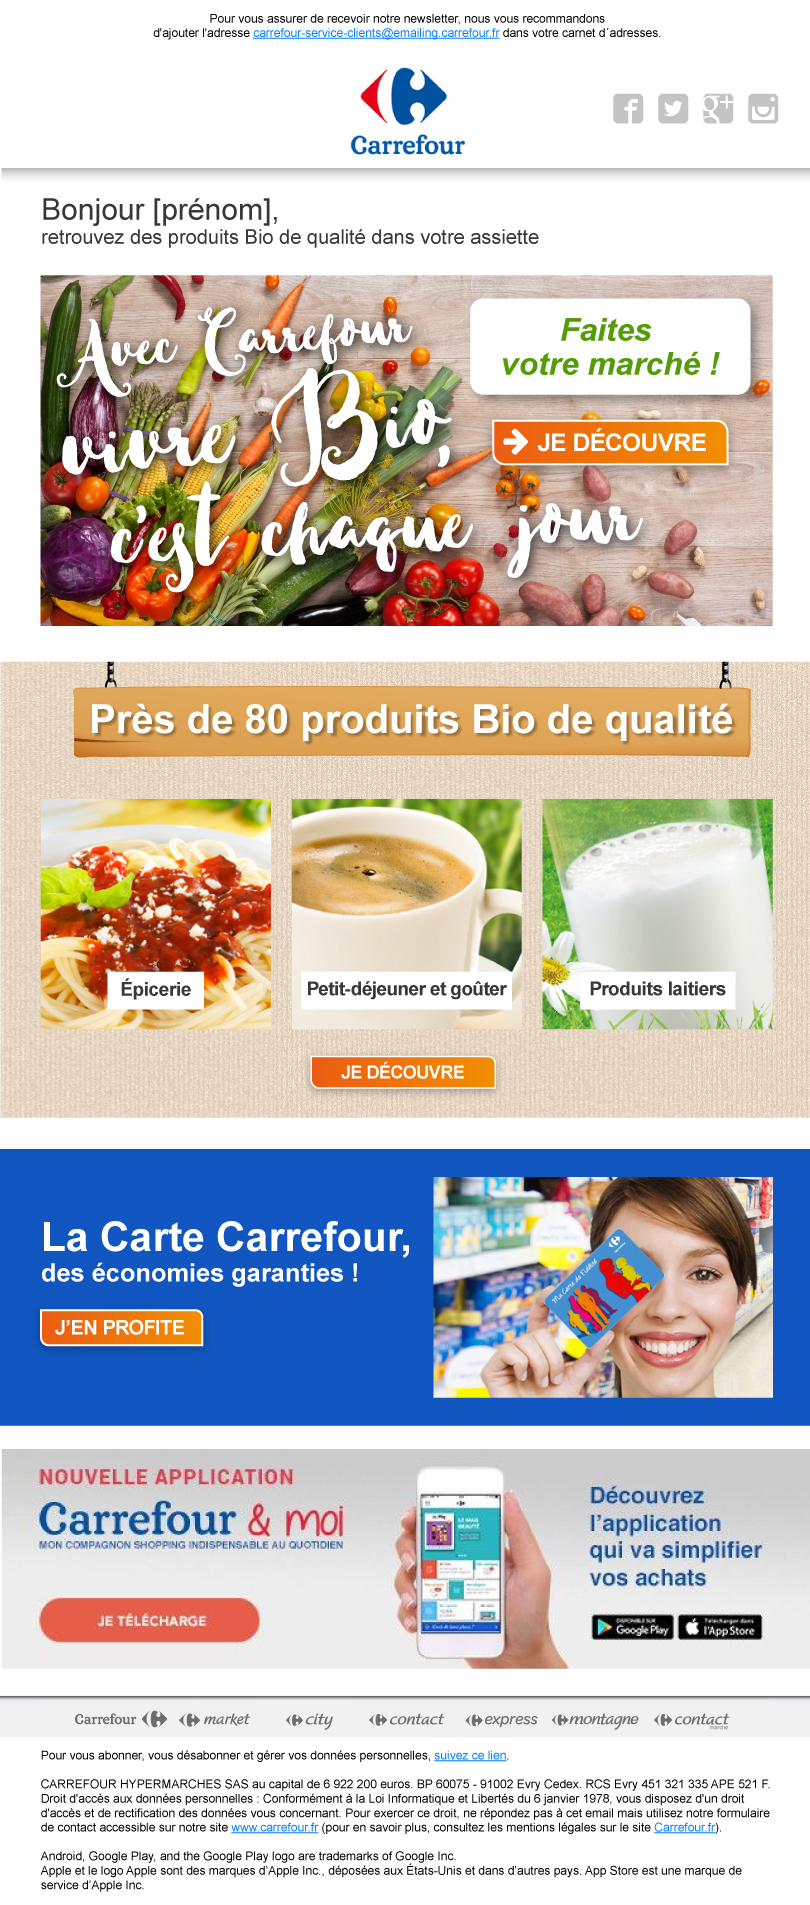 Pour vous assurer de recevoir notre newsletter, nous vous recommandons
d'ajouter l'adresse carrefour-service-clients@emailing.carrefour.fr dans votre carnet d´adresses.
Carrefour
Bonjour [prénom],
retrouvez des produits Bio de qualité dans votre assiette
Avec Carrefour
vivre Bio,
c'est chaque jour
Faites
votre marché !
JE DÉCOUVRE
Près de 80 produits Bio de qualité
Épicerie
Petit-déjeuner et goûter
Produits laitiers
JE DÉCOUVRE
La Carte Carrefour,
des économies garanties !
J'EN PROFITE
Ma Carte de Fidélité
NOUVELLE APPLICATION
Carrefour & moi
MON COMPAGNON SHOPPING INDISPENSABLE AU QUOTIDIEN
JE TÉLÉCHARGE
Découvrez
l'application
qui va simplifier
vos achats
DISPONIBLE SUR
Google Play
Télécharger dans
l'App Store
Carrefour market city contact express montagne contact
marché
Pour vous abonner, vous désabonner et gérer vos données personnelles, suivez ce lien.
CARREFOUR HYPERMARCHES SAS au capital de 6 922 200 euros. BP 60075 - 91002 Evry Cedex. RCS Evry 451 321 335 APE 521 F.
Droit d'accès aux données personnelles : Conformément à la Loi Informatique et Libertés du 6 janvier 1978, vous disposez d'un droit
d'accès et de rectification des données vous concernant. Pour exercer ce droit, ne répondez pas à cet email mais utilisez notre formulaire
de contact accessible sur notre site www.carrefour.fr (pour en savoir plus, consultez les mentions légales sur le site Carrefour.fr).
Android, Google Play, and the Google Play logo are trademarks of Google Inc.
Apple et le logo Apple sont des marques d'Apple Inc., déposées aux États-Unis et dans d'autres pays. App Store est une marque de
service d'Apple Inc.